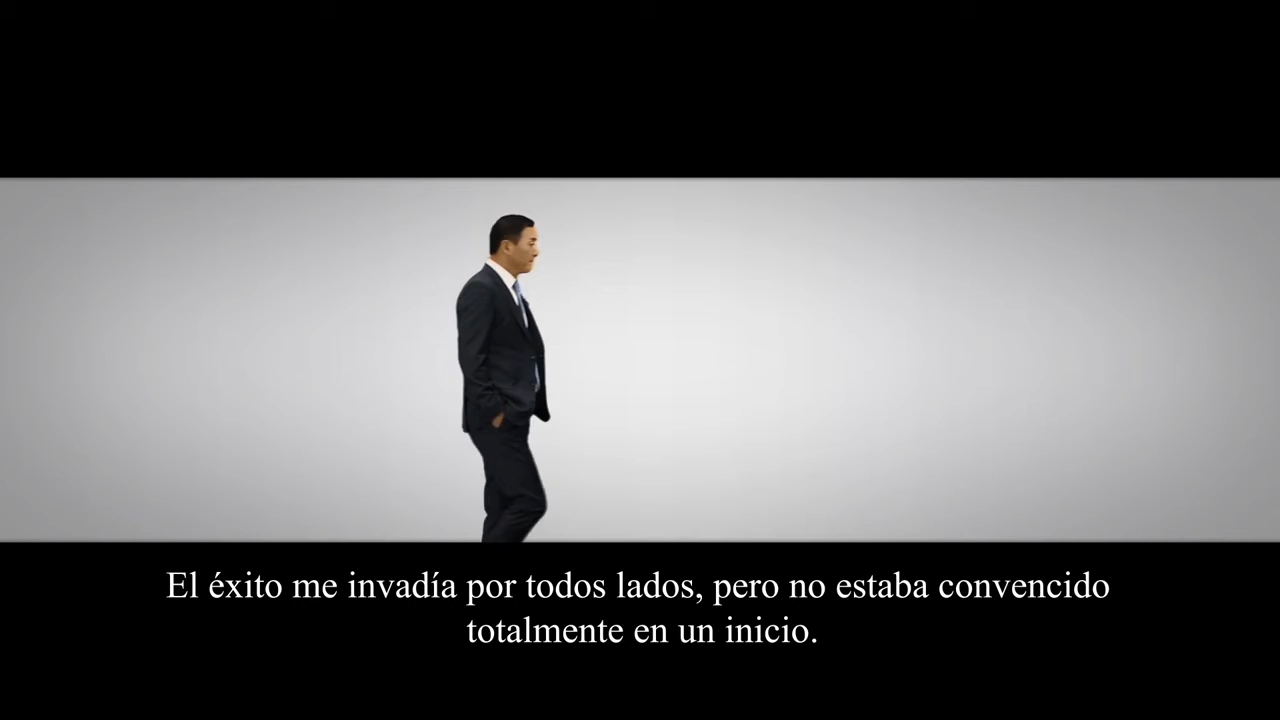 El éxito me invadía por todos lados, pero no estaba convencido
totalmente en un inicio.